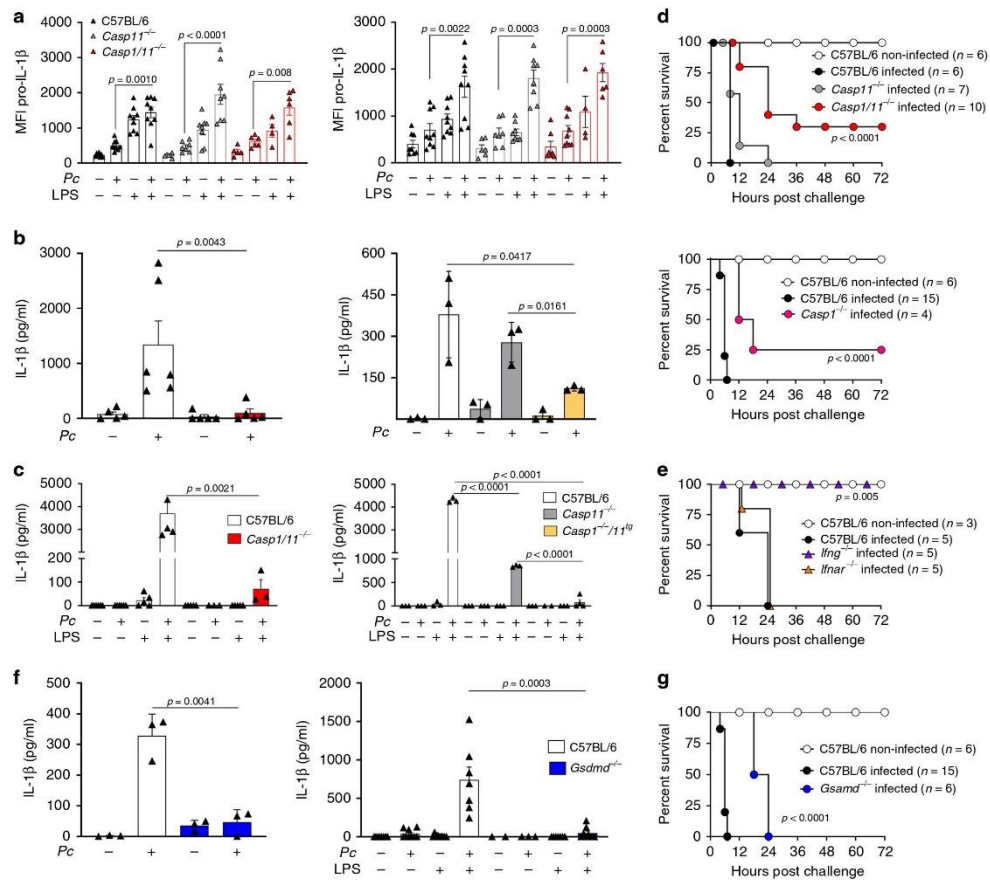 a
C57BL/6
Casp11–/–
Casp1/11–/–
MFI pro-IL-1β
4000
3000
2000
1000
0
p = 0.0010
p < 0.0001
p = 0.008
Pc – + – + – + – + – + – +
LPS – – + + – – + + – – + +
MFI pro-IL-1β
3000
2000
1000
0
p = 0.0022
p = 0.0003
p = 0.0003
Pc – + – + – + – + – + – +
LPS – – + + – – + + – – + +
d
Percent survival
100
75
50
25
0
C57BL/6 non-infected (n = 6)
C57BL/6 infected (n = 6)
Casp11–/– infected (n = 7)
Casp1/11–/– infected (n = 10)
p < 0.0001
0 12 24 36 48 60 72
Hours post challenge
b
IL-1β (pg/ml)
3000
2000
1000
0
p = 0.0043
Pc – + – +
IL-1β (pg/ml)
600
450
300
150
p = 0.0417
p = 0.0161
– + – + – +
Percent survival
100
75
50
25
0
C57BL/6 non-infected (n = 6)
C57BL/6 infected (n = 15)
Casp1–/– infected (n = 4)
p < 0.0001
0 12 24 36 48 60 72
Hours post challenge
c
IL-1β (pg/ml)
5000
4000
3000
2000
200
100
0
p = 0.0021
C57BL/6
Casp1/11–/–
Pc – + – + – + – +
LPS – – + + – – + +
IL-1β (pg/ml)
5000
4000
3000
2000
1000
500
0
p < 0.0001
p < 0.0001
p < 0.0001
C57BL/6
Casp11–/–
Casp1–/–/11tg
Pc – + – + – + – + – + – +
LPS – – + + – – + + – – + +
e
Percent survival
100
75
50
25
0
p = 0.005
C57BL/6 non-infected (n = 3)
C57BL/6 infected (n = 5)
Ifng–/– infected (n = 5)
Ifnar–/– infected (n = 5)
0 12 24 36 48 60 72
Hours post challenge
f
IL-1β (pg/ml)
500
400
300
200
100
0
p = 0.0041
Pc – + – +
IL-1β (pg/ml)
2000
1500
1000
500
0
p = 0.0003
C57BL/6
Gsdmd–/–
Pc – + – + – + – +
LPS – – + + – – + +
g
Percent survival
100
75
50
25
0
C57BL/6 non-infected (n = 6)
C57BL/6 infected (n = 15)
Gsamd–/– infected (n = 6)
p < 0.0001
0 12 24 36 48 60 72
Hours post challenge